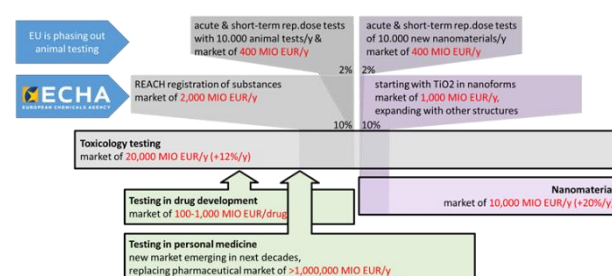 EU is phasing out
animal testing
acute & short-term rep.dose tests
with 10.000 animal tests/y &
market of 400 MIO EUR/y
acute & short-term rep.dose tests
of 10.000 new nanomaterials/y
market of 400 MIO EUR/y
2%
2%
ECHA
EUROPEAN CHEMICALS AGENCY
REACH registration of substances
market of 2,000 MIO EUR/y
starting with TiO2 in nanoforms
market of 1,000 MIO EUR/y,
expanding with other structures
10%
10%
Toxicology testing
market of 20,000 MIO EUR/y (+12%/y)
Testing in drug development
market of 100-1,000 MIO EUR/drug
Nanomateria
market of 10,000 MIO EUR/y (+20%/y
Testing in personal medicine
new market emerging in next decades,
replacing pharmaceutical market of >1,000,000 MIO EUR/y